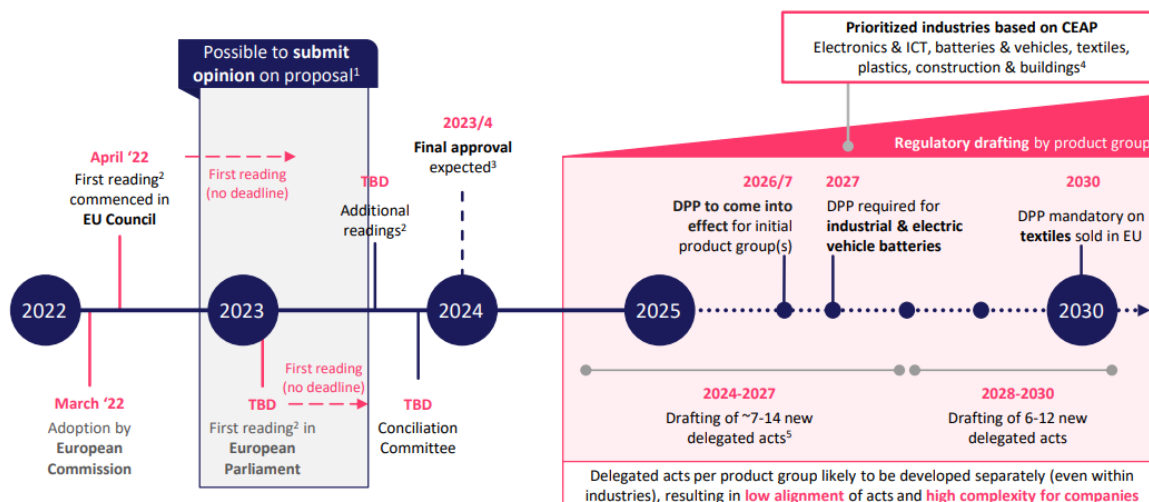 Prioritized industries based on CEAP
Electronics & ICT, batteries & vehicles, textiles,
plastics, construction & buildings⁴
Possible to submit
opinion on proposal¹
Regulatory drafting by product group
April ‘22
First reading²
commenced in
EU Council
First reading
(no deadline)
TBD
Additional
readings²
2023/4
Final approval
expected³
2026/7
DPP to come into
effect for initial
product group(s)
2027
DPP required for
industrial & electric
vehicle batteries
2030
DPP mandatory on
textiles sold in EU
2022
2023
2024
2025
2030
March ‘22
Adoption by
European
Commission
TBD
First reading² in
European
Parliament
First reading
(no deadline)
TBD
Conciliation
Committee
2024-2027
Drafting of ~7-14 new
delegated acts⁵
2028-2030
Drafting of 6-12 new
delegated acts
Delegated acts per product group likely to be developed separately (even within
industries), resulting in low alignment of acts and high complexity for companies